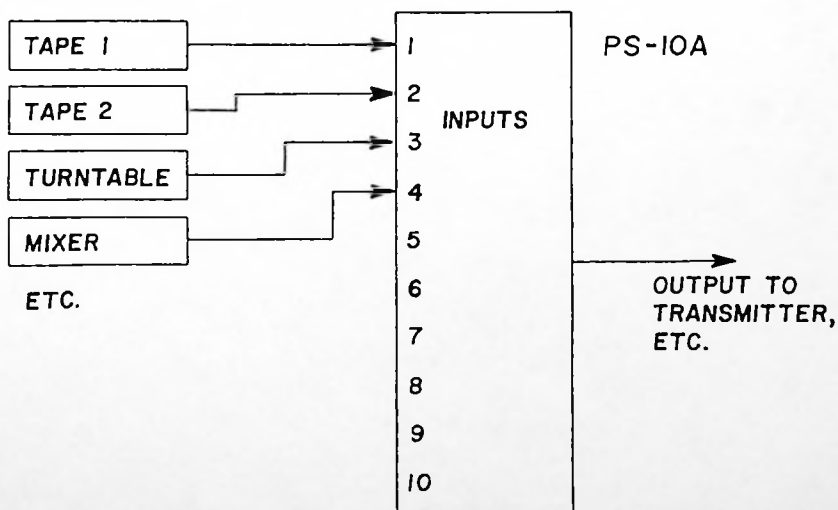 TAPE 1
TAPE 2
TURNTABLE
MIXER
ETC.
1
2
3
4
5
6
7
8
9
10
INPUTS
PS-10A
OUTPUT TO
TRANSMITTER,
ETC.